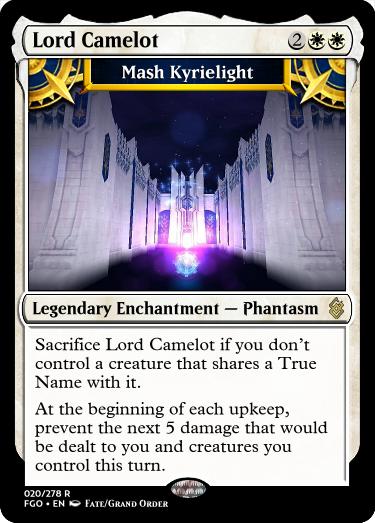 Lord Camelot 2
Mash Kyrielight
Legendary Enchantment — Phantasm
Sacrifice Lord Camelot if you don't
control a creature that shares a True
Name with it.
At the beginning of each upkeep,
prevent the next 5 damage that would
be dealt to you and creatures you
control this turn.
020/278 R
FGO • EN Fate/Grand Order